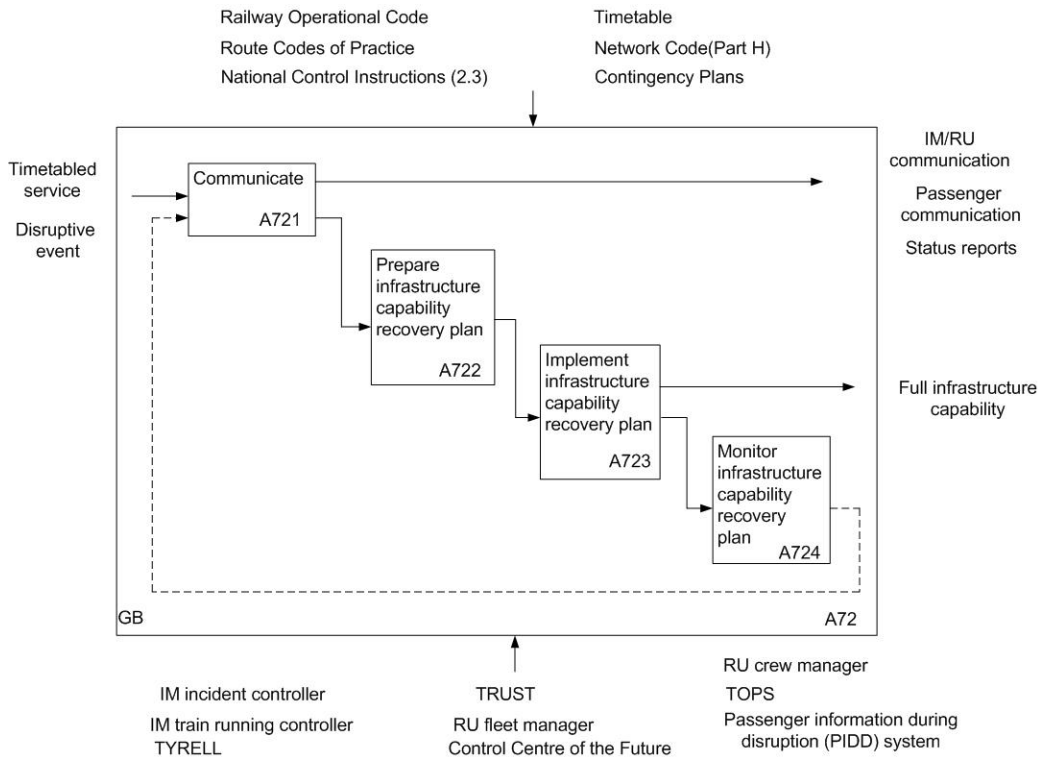 Railway Operational Code
Timetable
Route Codes of Practice
Network Code(Part H)
National Control Instructions (2.3)
Contingency Plans
Timetabled
service
Disruptive
event
Communicate
A721
IM/RU
communication
Passenger
communication
Status reports
Prepare
infrastructure
capability
recovery plan
A722
Implement
infrastructure
capability
recovery plan
A723
Full infrastructure
capability
Monitor
infrastructure
capability
recovery
plan
A724
GB
A72
IM incident controller
IM train running controller
TYRELL
TRUST
RU fleet manager
Control Centre of the Future
RU crew manager
TOPS
Passenger information during
disruption (PIDD) system